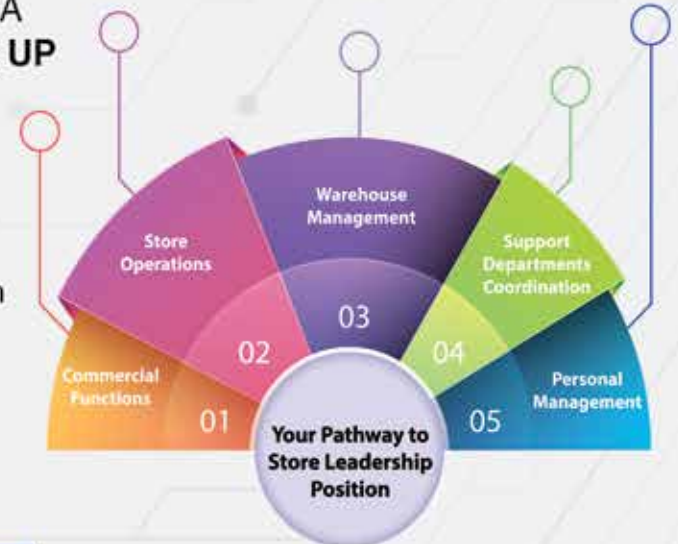 A
UP
Warehouse
Management
Store
Operations
Support
Departments
Coordination
03
02
04
Commercial
Functions
Personal
Management
01
05
Your Pathway to
Store Leadership
Position